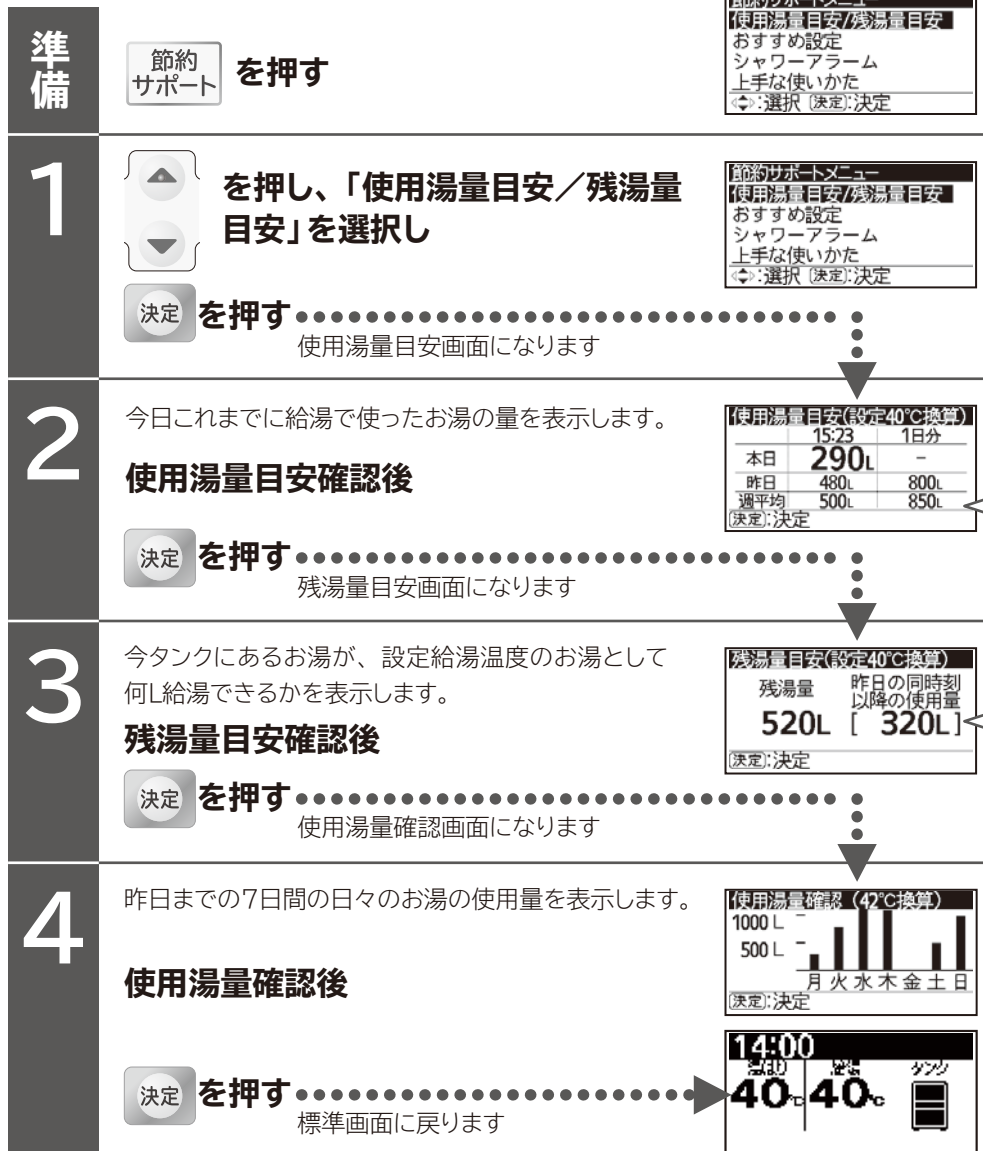 準備
節約
サポート
を押す
節約サポートメニュー
使用湯量目安/残湯量目安
おすすめ設定
シャワーアラーム
上手な使いかた
:選択 決定:決定
1
を押し、「使用湯量目安／残湯量
目安」を選択し
決定 を押す
使用湯量目安画面になります
節約サポートメニュー
使用湯量目安/残湯量目安
おすすめ設定
シャワーアラーム
上手な使いかた
:選択 決定:決定
2
今日これまでに給湯で使ったお湯の量を表示します。
使用湯量目安確認後
決定 を押す
残湯量目安画面になります
使用湯量目安(設定40℃換算)
15:23 1日分
本日 290L －
昨日 480L 800L
週平均 500L 850L
決定:決定
3
今タンクにあるお湯が、設定給湯温度のお湯として
何L給湯できるかを表示します。
残湯量目安確認後
決定 を押す
使用湯量確認画面になります
残湯量目安(設定40℃換算)
残湯量 昨日の同時刻
以降の使用量
520L [ 320L]
決定:決定
4
昨日までの7日間の日々のお湯の使用量を表示します。
使用湯量確認後
決定 を押す
標準画面に戻ります
使用湯量確認（42℃換算）
1000 L
500 L
月 火 水 木 金 土 日
決定:決定
14:00
湯はり 給湯 タンク
40℃ 40℃